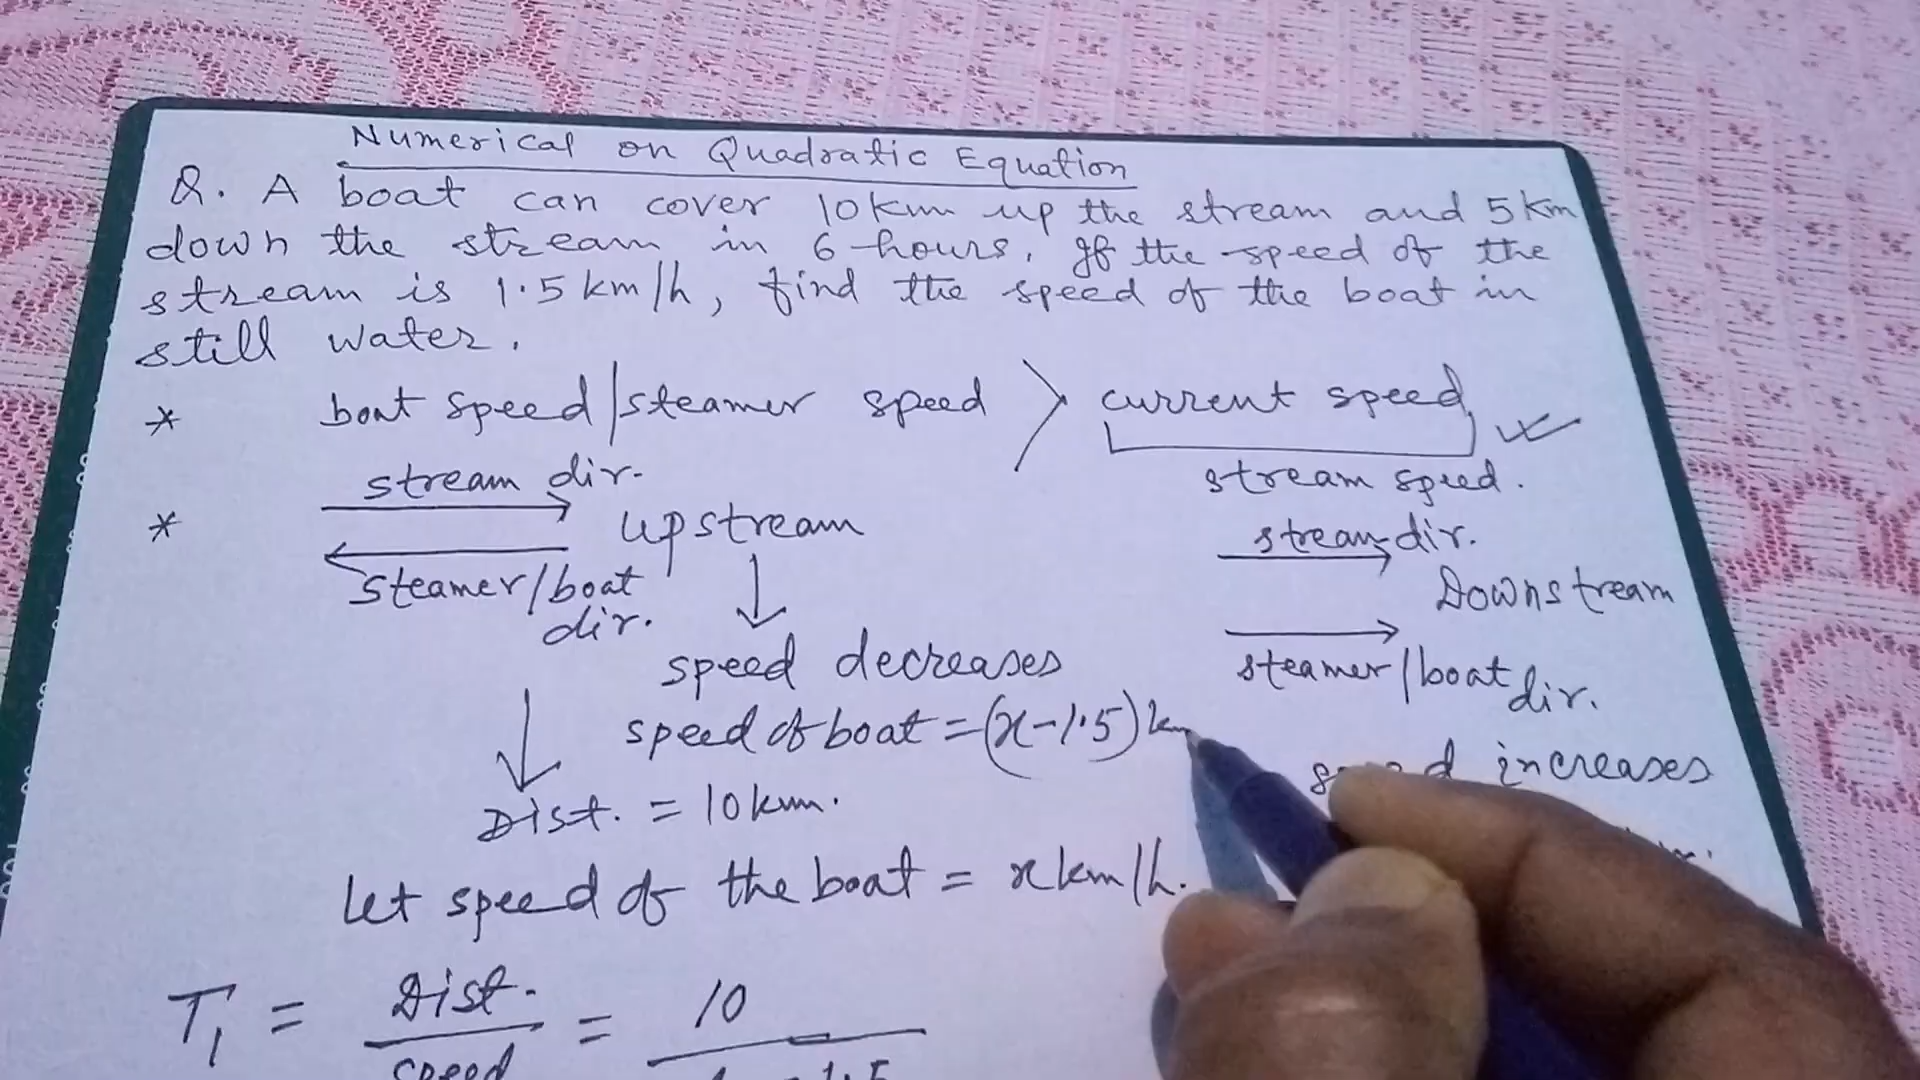 Numerical on Quadratic Equation
Q. A boat can cover 10km up the stream and 5km
down the stream in 6 hours. If the speed of the
stream is 1.5 km/h, find the speed of the boat in
still water.
* boat speed/steamer speed > current speed
stream speed.
stream dir.
* upstream
steamer/boat
dir.
stream dir.
Downstream
steamer/boat dir.
speed decreases
speed of boat = (x-1.5) km
increases
Dist. = 10km.
Let speed of the boat = x km/h.
T1 = Dist. / speed = 10
1.5